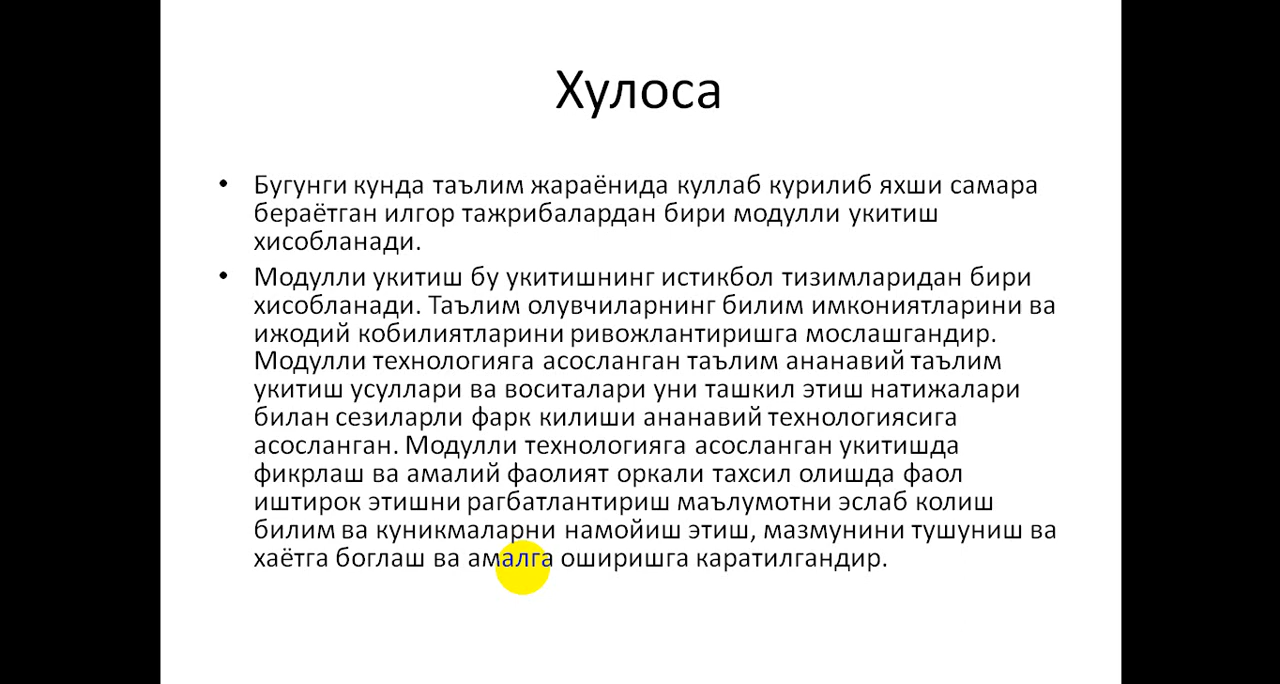 Хулоса
• Бугунги кунда таълим жараёнида куллаб курилиб яхши самара
бераётган илгор тажрибалардан бири модулли укитиш
хисобланади.
• Модулли укитиш бу укитишнинг истикбол тизимларидан бири
хисобланади. Таълим олувчиларнинг билим имкониятларини ва
ижодий кобилиятларини ривожлантиришга мослашгандир.
Модулли технологияга асосланган таълим ананавий таълим
укитиш усуллари ва воситалари уни ташкил этиш натижалари
билан сезиларли фарк килиши ананавий технологиясига
асосланган. Модулли технологияга асосланган укитишда
фикрлаш ва амалий фаолият оркали тахсил олишда фаол
иштирок этишни рагбатлантириш маълумотни эслаб колиш
билим ва куникмаларни намойиш этиш, мазмунини тушуниш ва
хаётга боглаш ва амалга оширишга каратилгандир.